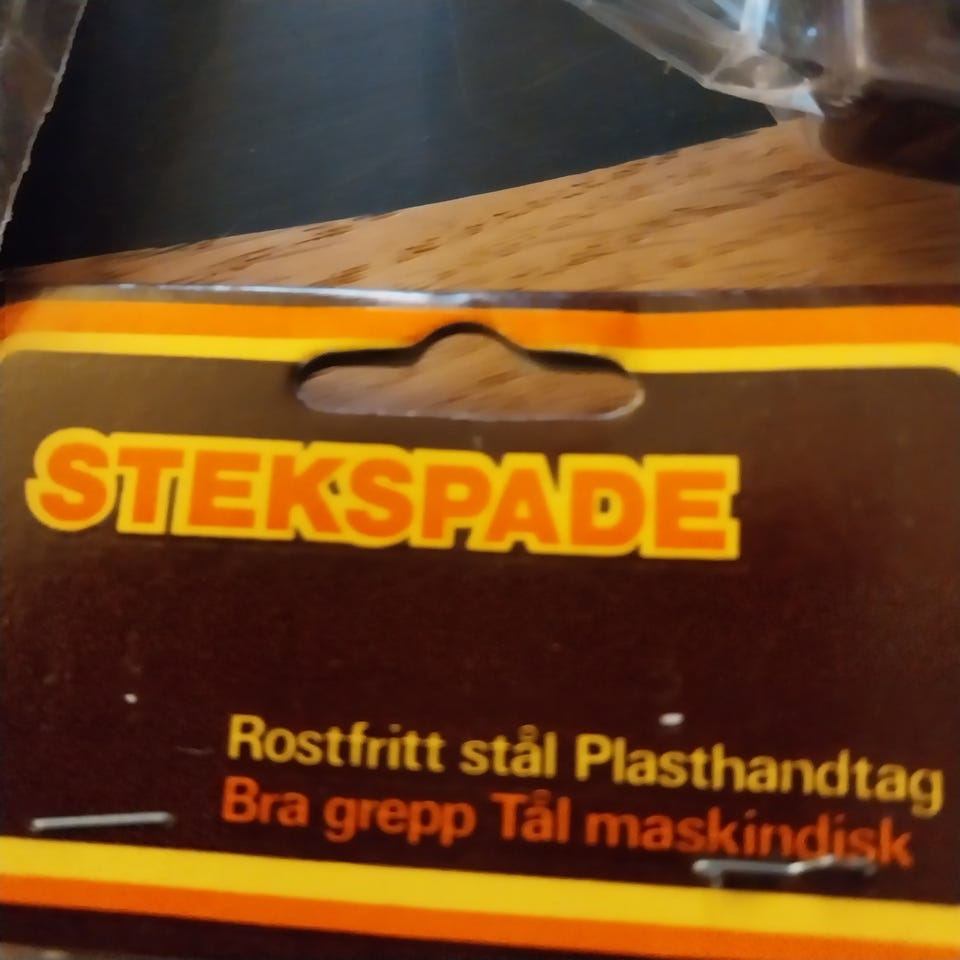 STEKSPADE
Rostfritt stål Plasthandtag
Bra grepp Tål maskindisk